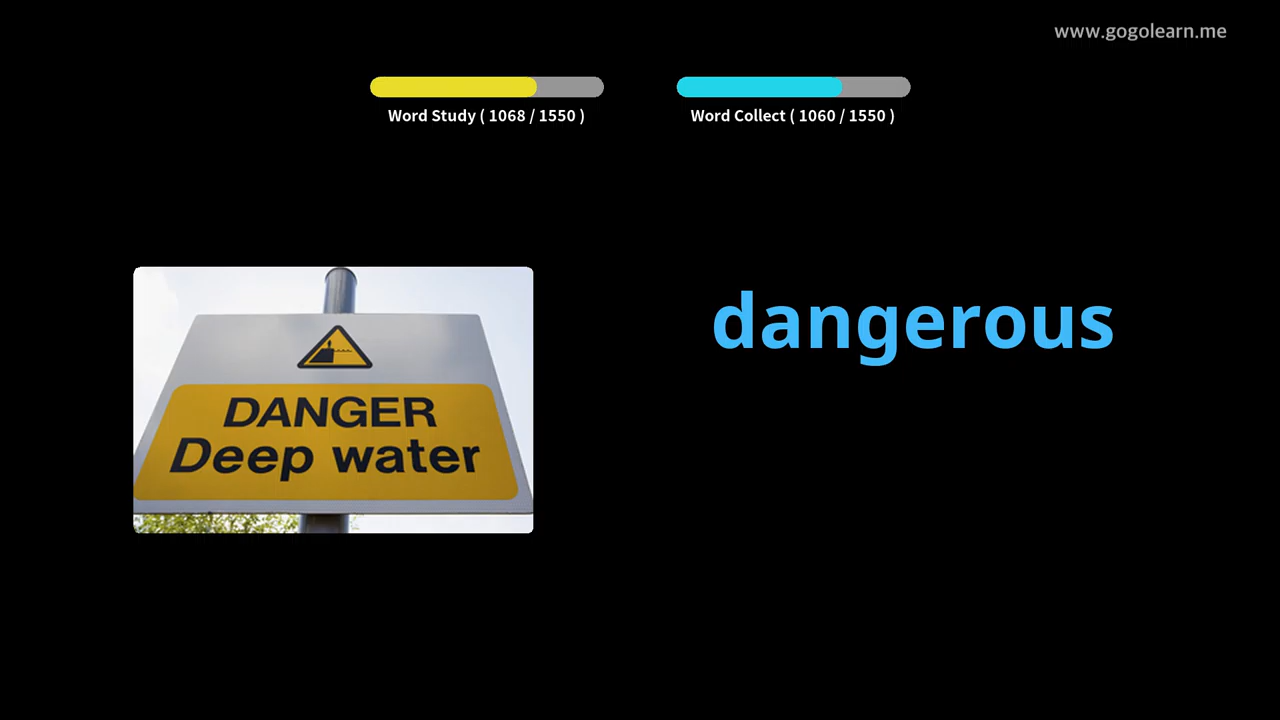 www.gogolearn.me
Word Study ( 1068 / 1550 )
Word Collect ( 1060 / 1550 )
dangerous
DANGER
Deep water